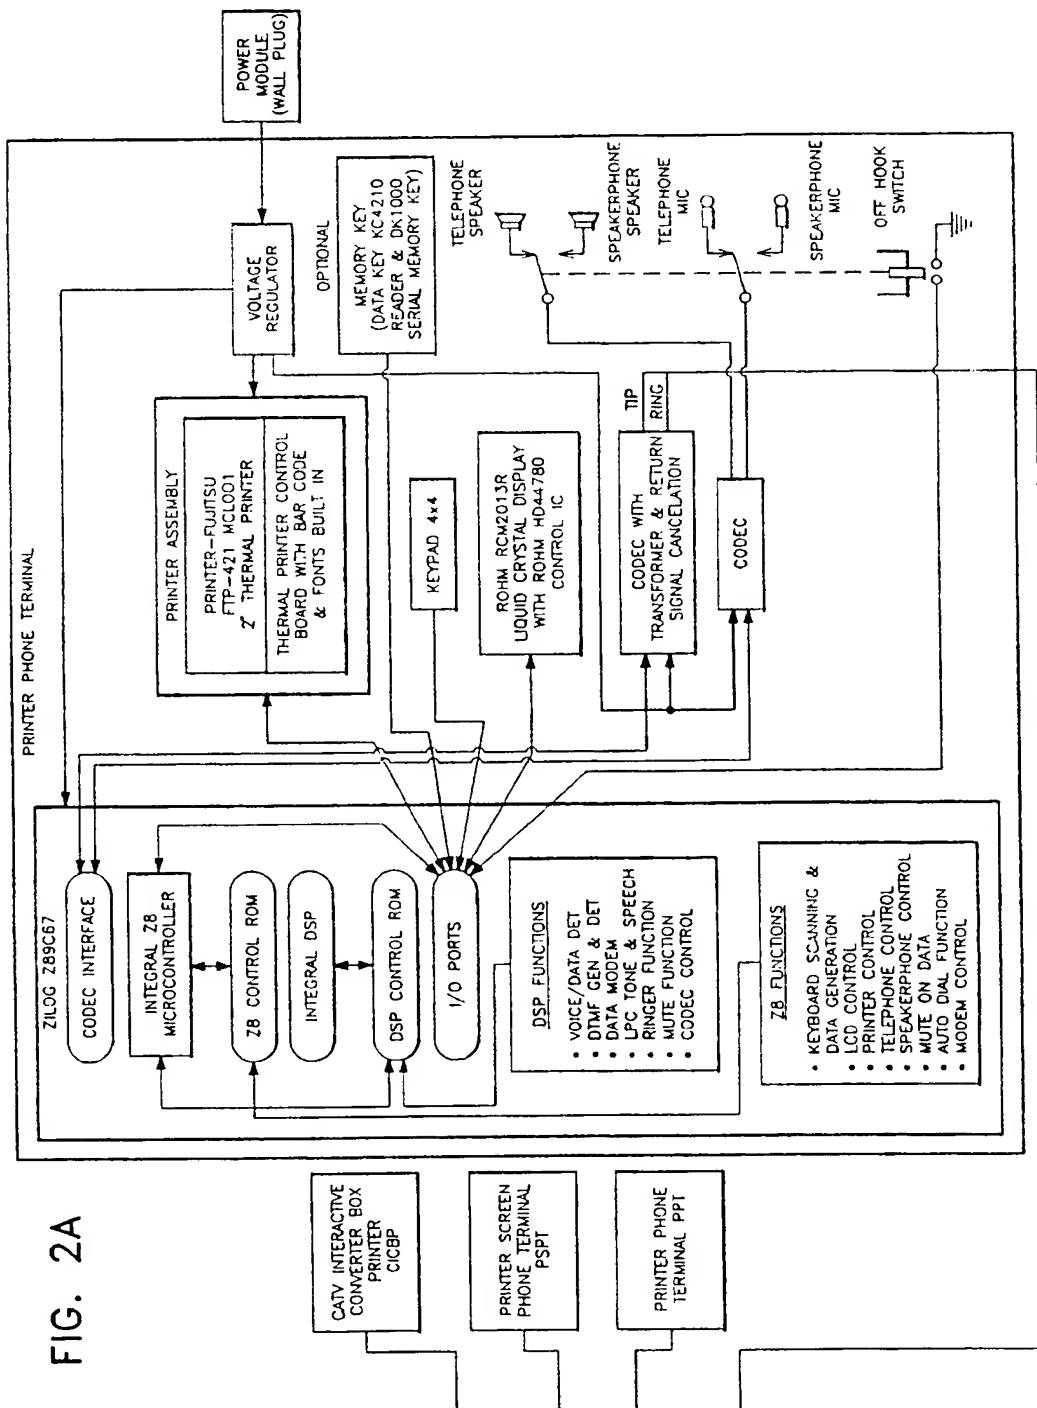 FIG. 2A
CATV INTERACTIVE
CONVERTER BOX
PRINTER
CICBP
PRINTER SCREEN
PHONE TERMINAL
PSPT
PRINTER PHONE
TERMINAL PPT
PRINTER PHONE TERMINAL
ZILOG Z89C67
CODEC INTERFACE
INTEGRAL Z8
MICROCONTROLLER
Z8 CONTROL ROM
INTEGRAL DSP
DSP CONTROL ROM
I/O PORTS
DSP FUNCTIONS
• VOICE/DATA DET
• DTMF GEN & DET
• DATA MODEM
• LPC TONE & SPEECH
• RINGER FUNCTION
• MUTE FUNCTION
• CODEC CONTROL
Z8 FUNCTIONS
• KEYBOARD SCANNING &
DATA GENERATION
• LCD CONTROL
• PRINTER CONTROL
• TELEPHONE CONTROL
• SPEAKERPHONE CONTROL
• MUTE ON DATA
• AUTO DIAL FUNCTION
• MODEM CONTROL
PRINTER ASSEMBLY
PRINTER-FUJITSU
FTP-421 MCL001
2" THERMAL PRINTER
THERMAL PRINTER CONTROL
BOARD WITH BAR CODE
& FONTS BUILT IN
KEYPAD 4x4
ROHM RCM2013R
LIQUID CRYSTAL DISPLAY
WITH ROHM HD44780
CONTROL IC
CODEC WITH
TRANSFORMER & RETURN
SIGNAL CANCELATION
TIP
RING
CODEC
VOLTAGE
REGULATOR
OPTIONAL
MEMORY KEY
(DATA KEY KC4210
READER & DK1000
SERIAL MEMORY KEY)
POWER
MODULE
(WALL PLUG)
TELEPHONE
SPEAKER
SPEAKERPHONE
SPEAKER
TELEPHONE
MIC
SPEAKERPHONE
MIC
OFF HOOK
SWITCH